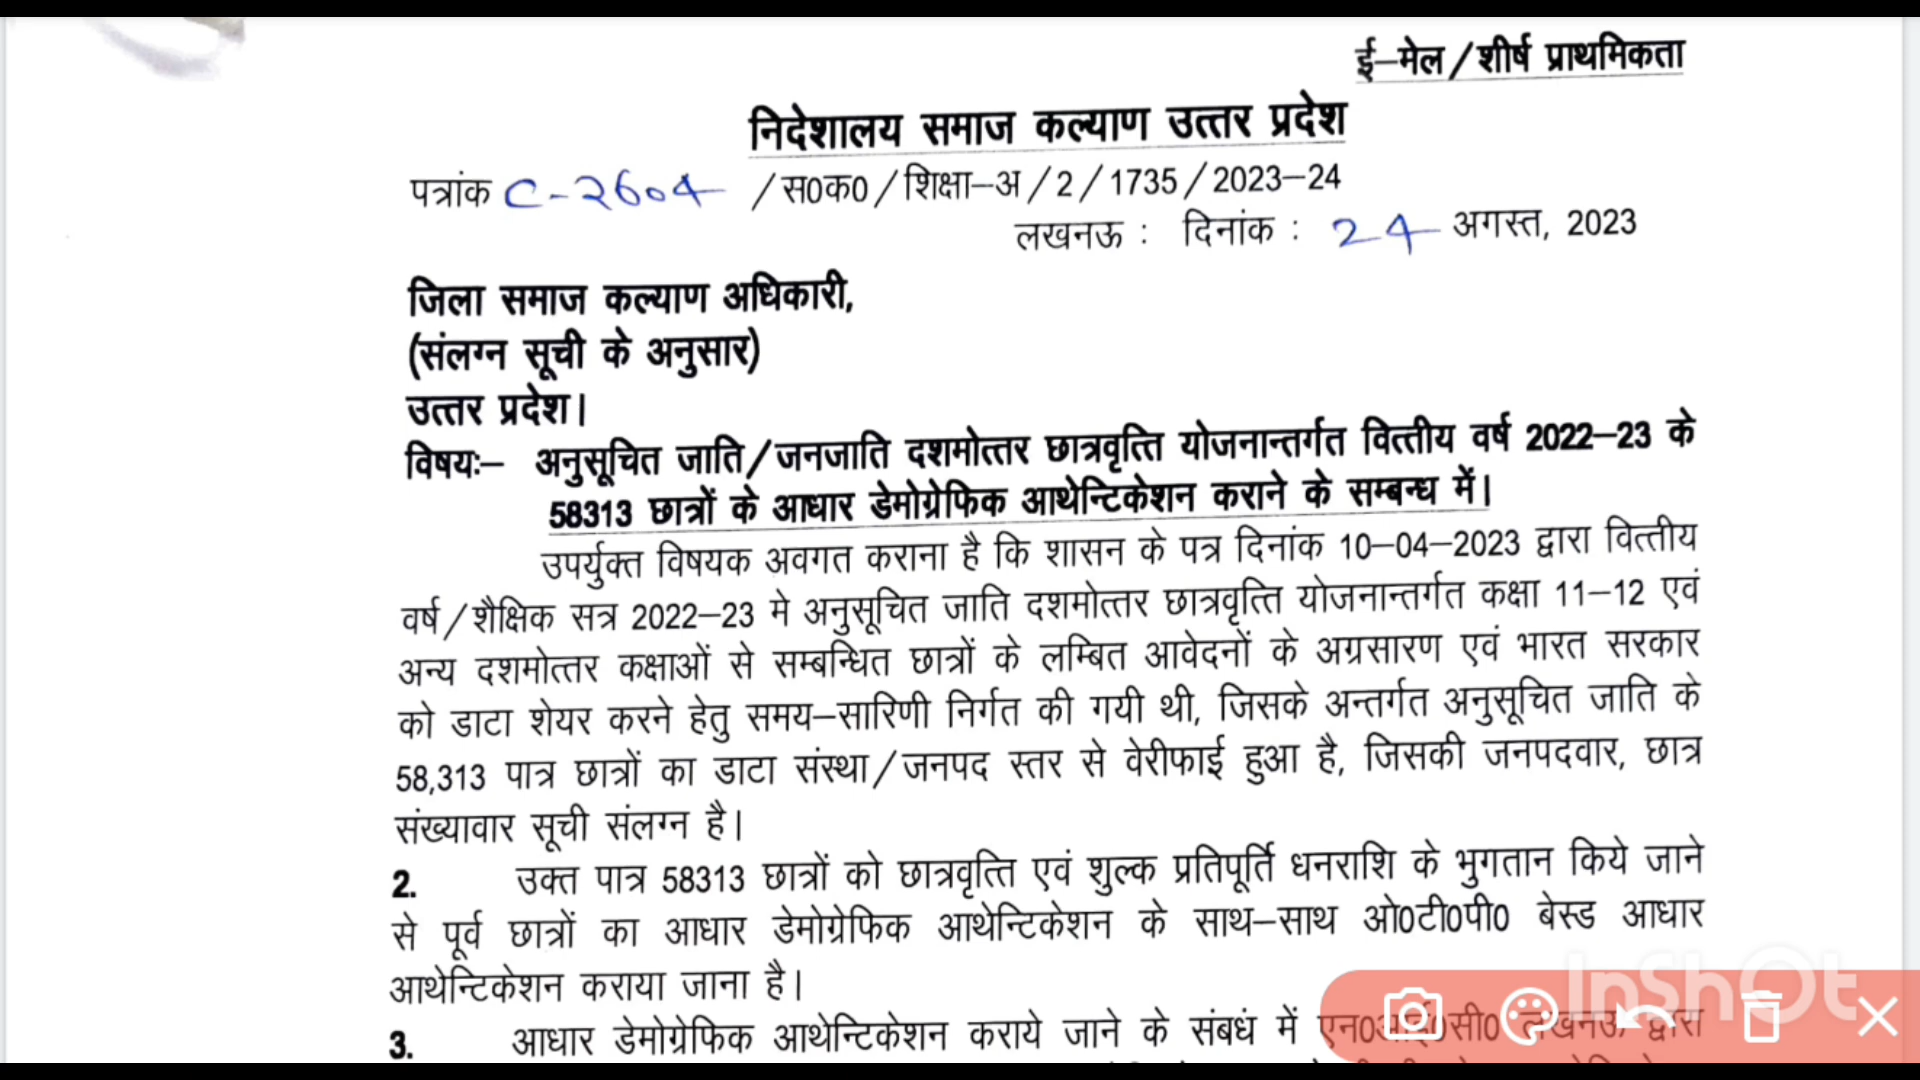 ई–मेल/शीर्ष प्राथमिकता
निदेशालय समाज कल्याण उत्तर प्रदेश
पत्रांक C-2604 /स0क0/शिक्षा–अ/2/1735/2023–24
लखनऊ : दिनांक : 24 अगस्त, 2023
जिला समाज कल्याण अधिकारी,
(संलग्न सूची के अनुसार)
उत्तर प्रदेश।
विषयः– अनुसूचित जाति/जनजाति दशमोत्तर छात्रवृत्ति योजनान्तर्गत वित्तीय वर्ष 2022–23 के
58313 छात्रों के आधार डेमोग्रेफिक आथेन्टिकेशन कराने के सम्बन्ध में।
उपर्युक्त विषयक अवगत कराना है कि शासन के पत्र दिनांक 10–04–2023 द्वारा वित्तीय
वर्ष/शैक्षिक सत्र 2022–23 मे अनुसूचित जाति दशमोत्तर छात्रवृत्ति योजनान्तर्गत कक्षा 11–12 एवं
अन्य दशमोत्तर कक्षाओं से सम्बन्धित छात्रों के लम्बित आवेदनों के अग्रसारण एवं भारत सरकार
को डाटा शेयर करने हेतु समय–सारिणी निर्गत की गयी थी, जिसके अन्तर्गत अनुसूचित जाति के
58,313 पात्र छात्रों का डाटा संस्था/जनपद स्तर से वेरीफाई हुआ है, जिसकी जनपदवार, छात्र
संख्यावार सूची संलग्न है।
2. उक्त पात्र 58313 छात्रों को छात्रवृत्ति एवं शुल्क प्रतिपूर्ति धनराशि के भुगतान किये जाने
से पूर्व छात्रों का आधार डेमोग्रेफिक आथेन्टिकेशन के साथ–साथ ओ0टी0पी0 बेस्ड आधार
आथेन्टिकेशन कराया जाना है।
InShOt
3. आधार डेमोग्रेफिक आथेन्टिकेशन कराये जाने के संबंध में एन0आई0सी0 लखनऊ द्वारा